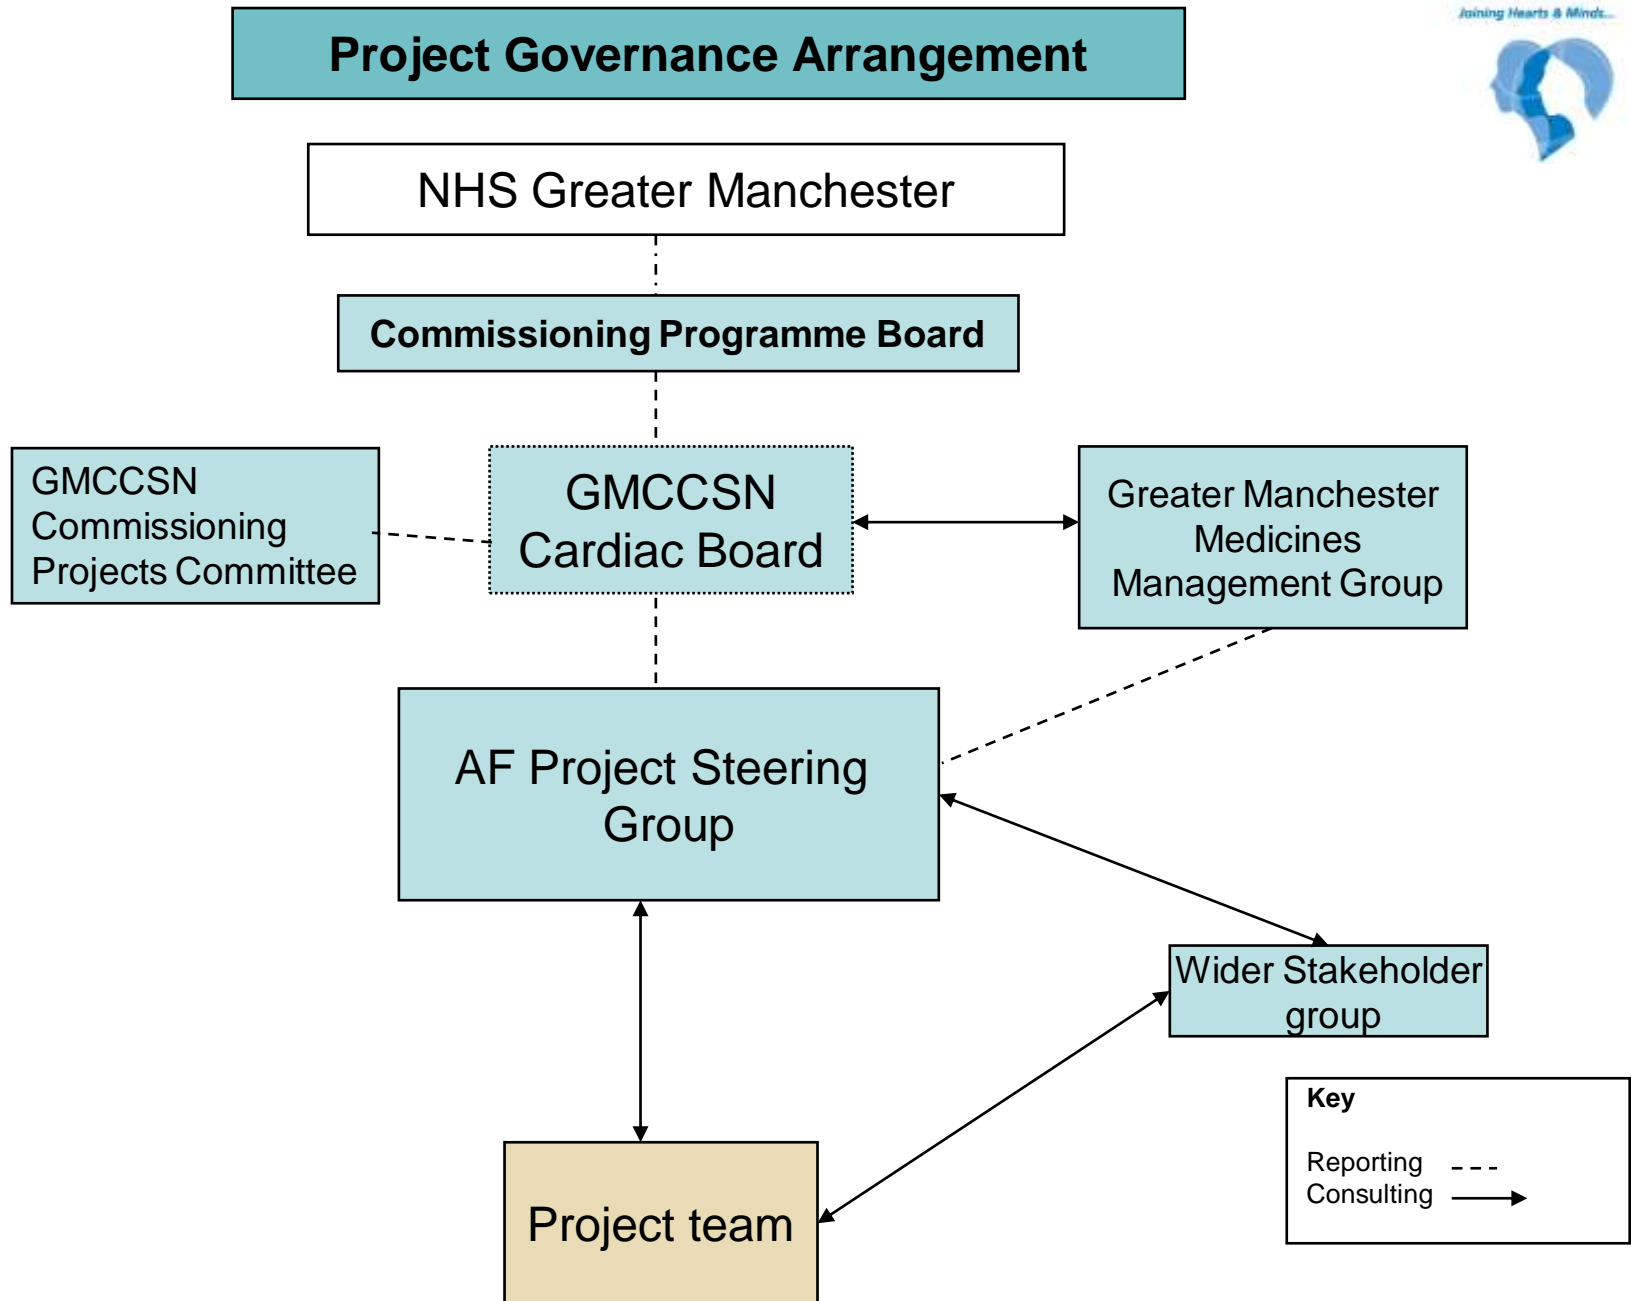 Joining Hearts & Minds...
Project Governance Arrangement
NHS Greater Manchester
Commissioning Programme Board
GMCCSN
Commissioning
Projects Committee
GMCCSN
Cardiac Board
Greater Manchester
Medicines
Management Group
AF Project Steering
Group
Wider Stakeholder
group
Project team
Key
Reporting
Consulting